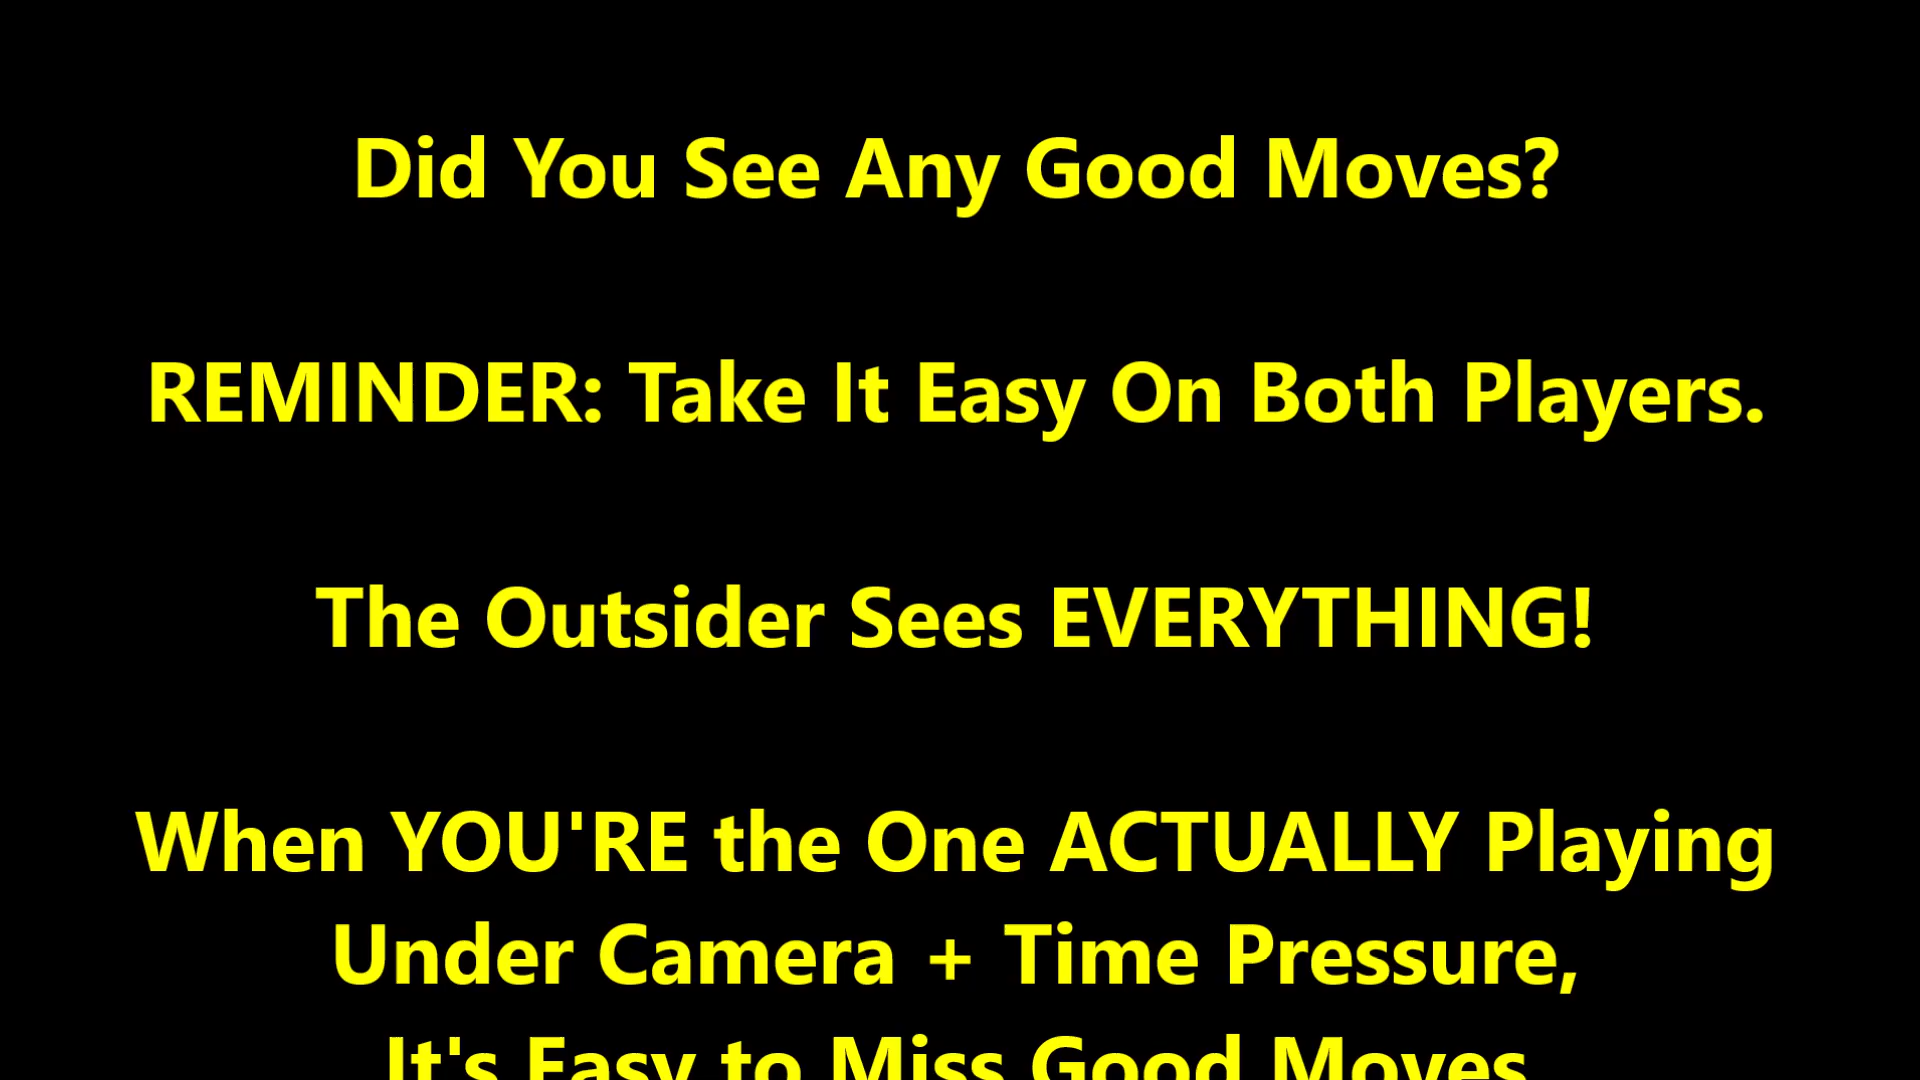 Did You See Any Good Moves?
REMINDER: Take It Easy On Both Players.
The Outsider Sees EVERYTHING!
When YOU'RE the One ACTUALLY Playing
Under Camera + Time Pressure,
It's Easy to Miss Good Moves